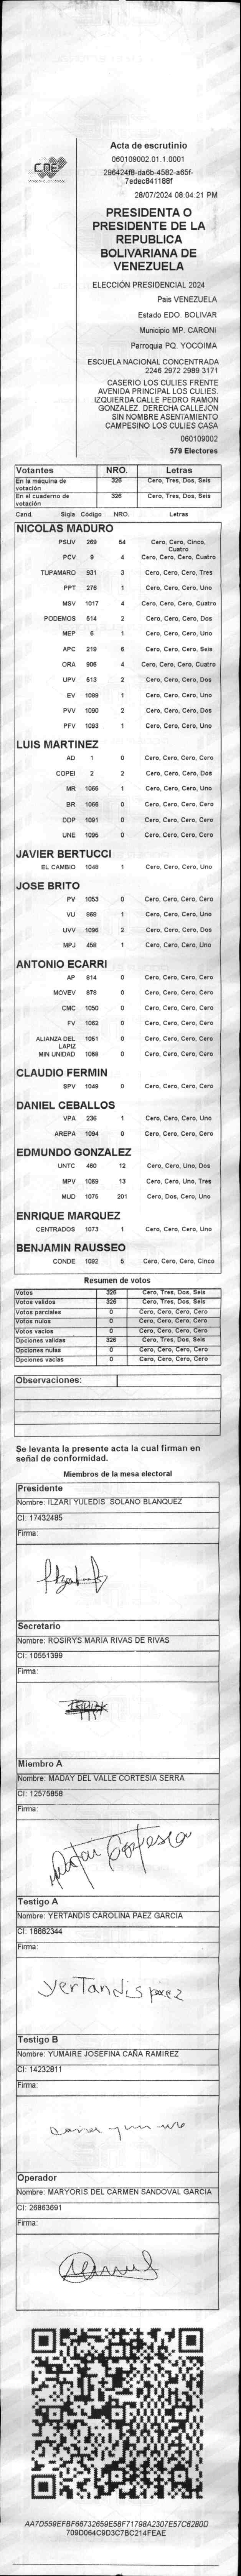 CNE
Acta de escrutinio
060109002.01.1.0001
296424f8-da6b-4582-a65f-
7edec841188f
28/07/2024 08:04:21 PM
PRESIDENTA O
PRESIDENTE DE LA
REPUBLICA
BOLIVARIANA DE
VENEZUELA
ELECCIÓN PRESIDENCIAL 2024
Pais VENEZUELA
Estado EDO. BOLIVAR
Municipio MP. CARONI
Parroquia PQ. YOCOIMA
ESCUELA NACIONAL CONCENTRADA
2246 2972 2989 3171
CASERIO LOS CULIES FRENTE
AVENIDA PRINCIPAL LOS CULIES.
IZQUIERDA CALLE PEDRO RAMON
GONZALEZ. DERECHA CALLEJÓN
SIN NOMBRE ASENTAMIENTO
CAMPESINO LOS CULIES CASA
060109002
579 Electores
Votantes NRO. Letras
En la máquina de votación 326 Cero, Tres, Dos, Seis
En el cuaderno de votación 326 Cero, Tres, Dos, Seis
Cand. Sigla Código NRO. Letras
NICOLAS MADURO
PSUV 269 54 Cero, Cero, Cinco, Cuatro
PCV 9 4 Cero, Cero, Cero, Cuatro
TUPAMARO 931 3 Cero, Cero, Cero, Tres
PPT 275 1 Cero, Cero, Cero, Uno
MSV 1017 4 Cero, Cero, Cero, Cuatro
PODEMOS 514 2 Cero, Cero, Cero, Dos
MEP 6 1 Cero, Cero, Cero, Uno
APC 219 6 Cero, Cero, Cero, Seis
ORA 906 4 Cero, Cero, Cero, Cuatro
UPV 513 2 Cero, Cero, Cero, Dos
EV 1089 1 Cero, Cero, Cero, Uno
PVV 1090 2 Cero, Cero, Cero, Dos
PFV 1093 1 Cero, Cero, Cero, Uno
LUIS MARTINEZ
AD 1 0 Cero, Cero, Cero, Cero
COPEI 2 2 Cero, Cero, Cero, Dos
MR 1065 1 Cero, Cero, Cero, Uno
BR 1066 0 Cero, Cero, Cero, Cero
DDP 1091 0 Cero, Cero, Cero, Cero
UNE 1095 0 Cero, Cero, Cero, Cero
JAVIER BERTUCCI
EL CAMBIO 1048 1 Cero, Cero, Cero, Uno
JOSE BRITO
PV 1053 0 Cero, Cero, Cero, Cero
VU 869 1 Cero, Cero, Cero, Uno
UVV 1096 2 Cero, Cero, Cero, Dos
MPJ 458 1 Cero, Cero, Cero, Uno
ANTONIO ECARRI
AP 914 0 Cero, Cero, Cero, Cero
MOVEV 879 0 Cero, Cero, Cero, Cero
CMC 1050 0 Cero, Cero, Cero, Cero
FV 1062 0 Cero, Cero, Cero, Cero
ALIANZA DEL LAPIZ 1051 0 Cero, Cero, Cero, Cero
MIN UNIDAD 1068 0 Cero, Cero, Cero, Cero
CLAUDIO FERMIN
SPV 1049 0 Cero, Cero, Cero, Cero
DANIEL CEBALLOS
VPA 236 1 Cero, Cero, Cero, Uno
AREPA 1094 0 Cero, Cero, Cero, Cero
EDMUNDO GONZALEZ
UNTC 460 12 Cero, Cero, Uno, Dos
MPV 1069 13 Cero, Cero, Uno, Tres
MUD 1075 201 Cero, Dos, Cero, Uno
ENRIQUE MARQUEZ
CENTRADOS 1073 1 Cero, Cero, Cero, Uno
BENJAMIN RAUSSEO
CONDE 1092 5 Cero, Cero, Cero, Cinco
Resumen de votos
Votos 326 Cero, Tres, Dos, Seis
Votos validos 326 Cero, Tres, Dos, Seis
Votos parciales 0 Cero, Cero, Cero, Cero
Votos nulos 0 Cero, Cero, Cero, Cero
Votos vacios 0 Cero, Cero, Cero, Cero
Opciones validas 326 Cero, Tres, Dos, Seis
Opciones nulas 0 Cero, Cero, Cero, Cero
Opciones vacias 0 Cero, Cero, Cero, Cero
Observaciones:
Se levanta la presente acta la cual firman en
señal de conformidad.
Miembros de la mesa electoral
Presidente
Nombre: ILZARI YULEDIS SOLANO BLANQUEZ
CI: 17432485
Firma:
Secretario
Nombre: ROSIRYS MARIA RIVAS DE RIVAS
CI: 10551399
Firma:
Miembro A
Nombre: MADAY DEL VALLE CORTESIA SERRA
CI: 12575858
Firma:
Cortesia
Testigo A
Nombre: YERTANDIS CAROLINA PAEZ GARCIA
CI: 18882344
Firma:
Yertandis paez
Testigo B
Nombre: YUMAIRE JOSEFINA CAÑA RAMIREZ
CI: 14232811
Firma:
Operador
Nombre: MARYORIS DEL CARMEN SANDOVAL GARCIA
CI: 26863691
Firma:
AA7D559EFBF66732659E58F71798A2307E57C6280D
709D064C9D3C7BC214FEAE